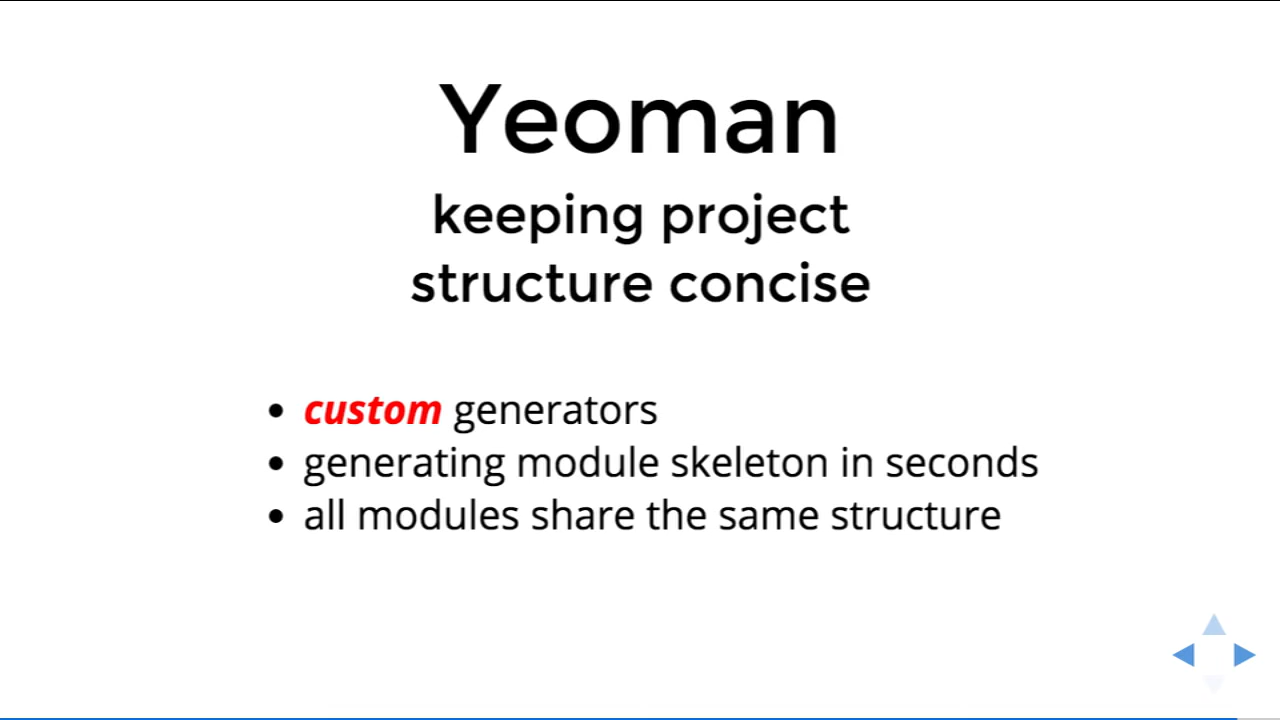 Yeoman
keeping project
structure concise
• custom generators
• generating module skeleton in seconds
• all modules share the same structure